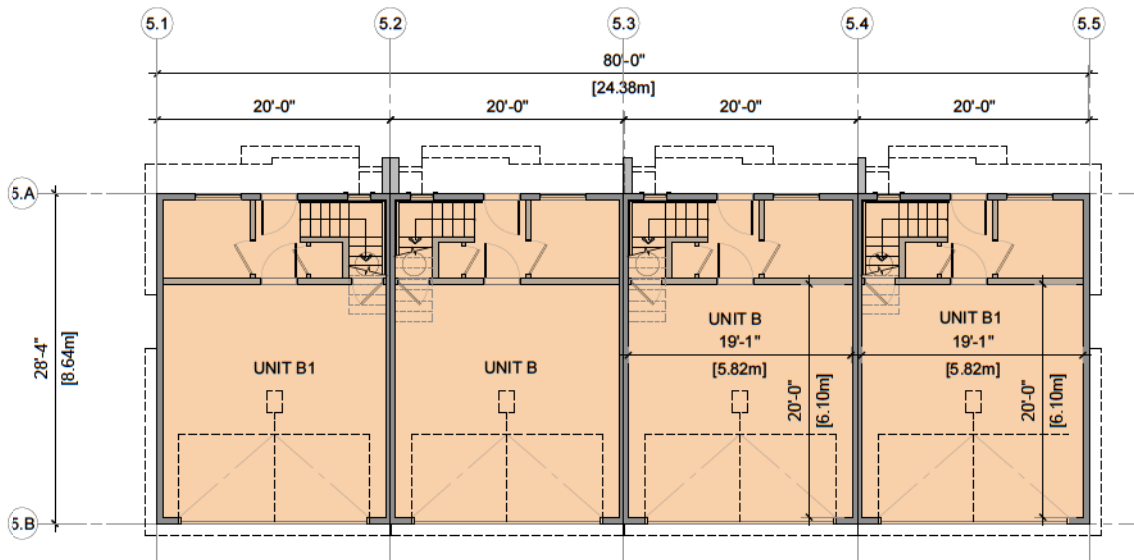 5.1 5.2 5.3 5.4 5.5
80'-0"
[24.38m]
20'-0" 20'-0" 20'-0" 20'-0"
5.A
28'-4"
[8.64m]
UNIT B1
UNIT B
UNIT B
19'-1"
[5.82m]
20'-0"
[6.10m]
UNIT B1
19'-1"
[5.82m]
20'-0"
[6.10m]
5.B